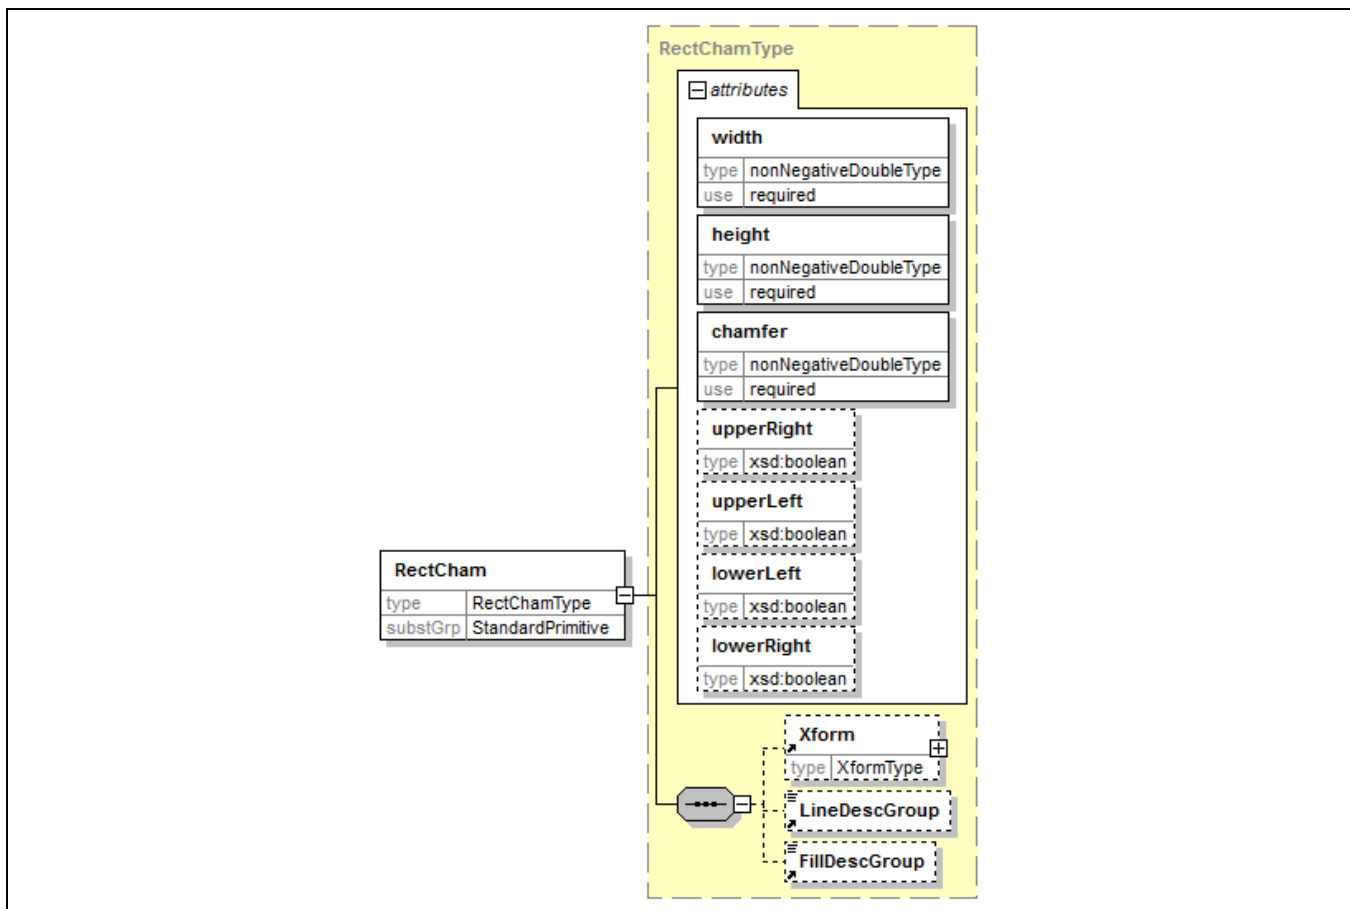 RectChamType
attributes
width
type nonNegativeDoubleType
use required
height
type nonNegativeDoubleType
use required
chamfer
type nonNegativeDoubleType
use required
upperRight
type xsd:boolean
upperLeft
type xsd:boolean
lowerLeft
type xsd:boolean
lowerRight
type xsd:boolean
RectCham
type RectChamType
substGrp StandardPrimitive
Xform
type XformType
LineDescGroup
FillDescGroup